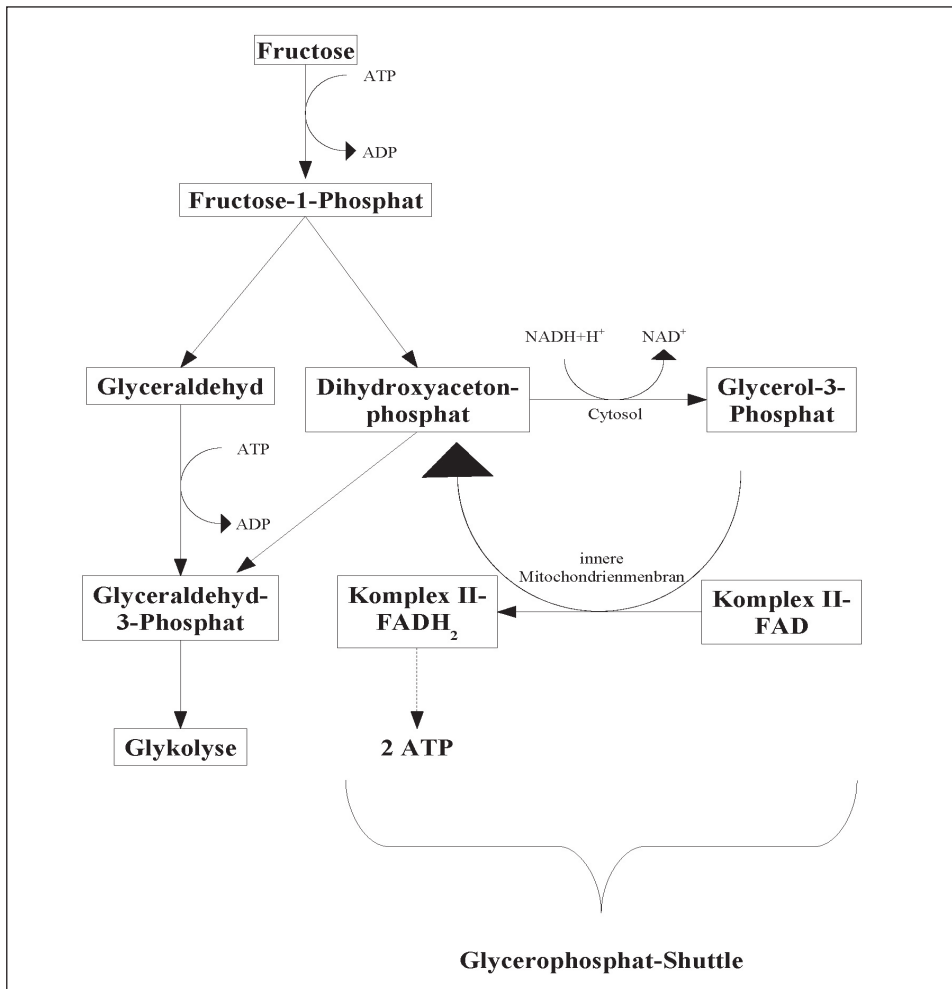 Fructose
ATP
ADP
Fructose-1-Phosphat
NADH+H⁺
NAD⁺
Glyceraldehyd
Dihydroxyaceton-
phosphat
Cytosol
Glycerol-3-
Phosphat
ATP
ADP
innere
Mitochondrienmenbran
Glyceraldehyd-
3-Phosphat
Komplex II-
FADH₂
Komplex II-
FAD
Glykolyse
2 ATP
Glycerophosphat-Shuttle